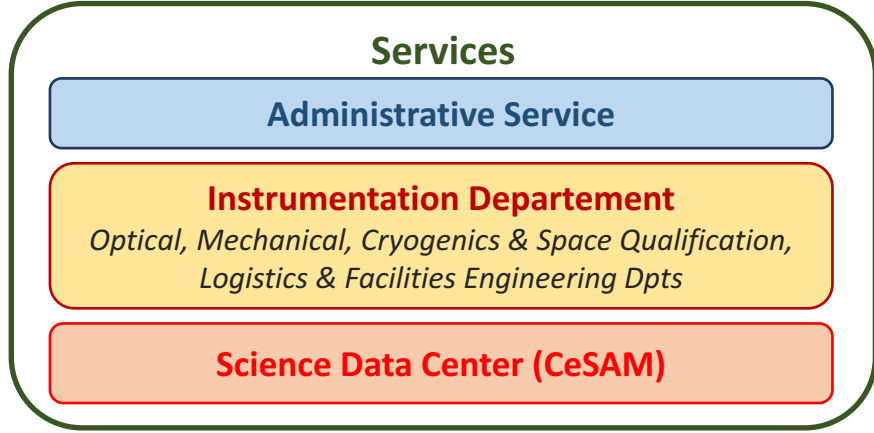 Services
Administrative Service
Instrumentation Departement
Optical, Mechanical, Cryogenics & Space Qualification,
Logistics & Facilities Engineering Dpts
Science Data Center (CeSAM)